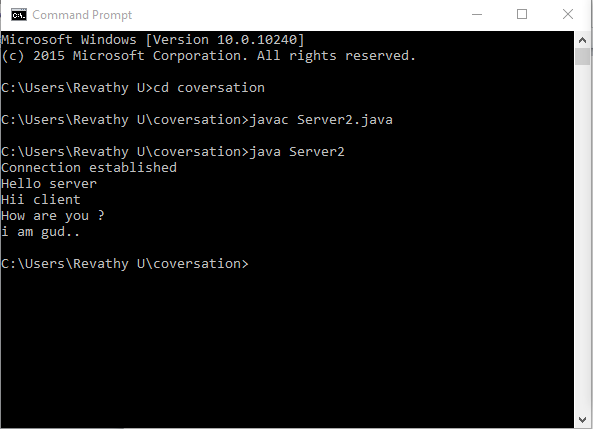 Command Prompt
Microsoft Windows [Version 10.0.10240]
(c) 2015 Microsoft Corporation. All rights reserved.
C:\Users\Revathy U>cd coversation
C:\Users\Revathy U\coversation>javac Server2.java
C:\Users\Revathy U\coversation>java Server2
Connection established
Hello server
Hii client
How are you ?
i am gud..
C:\Users\Revathy U\coversation>